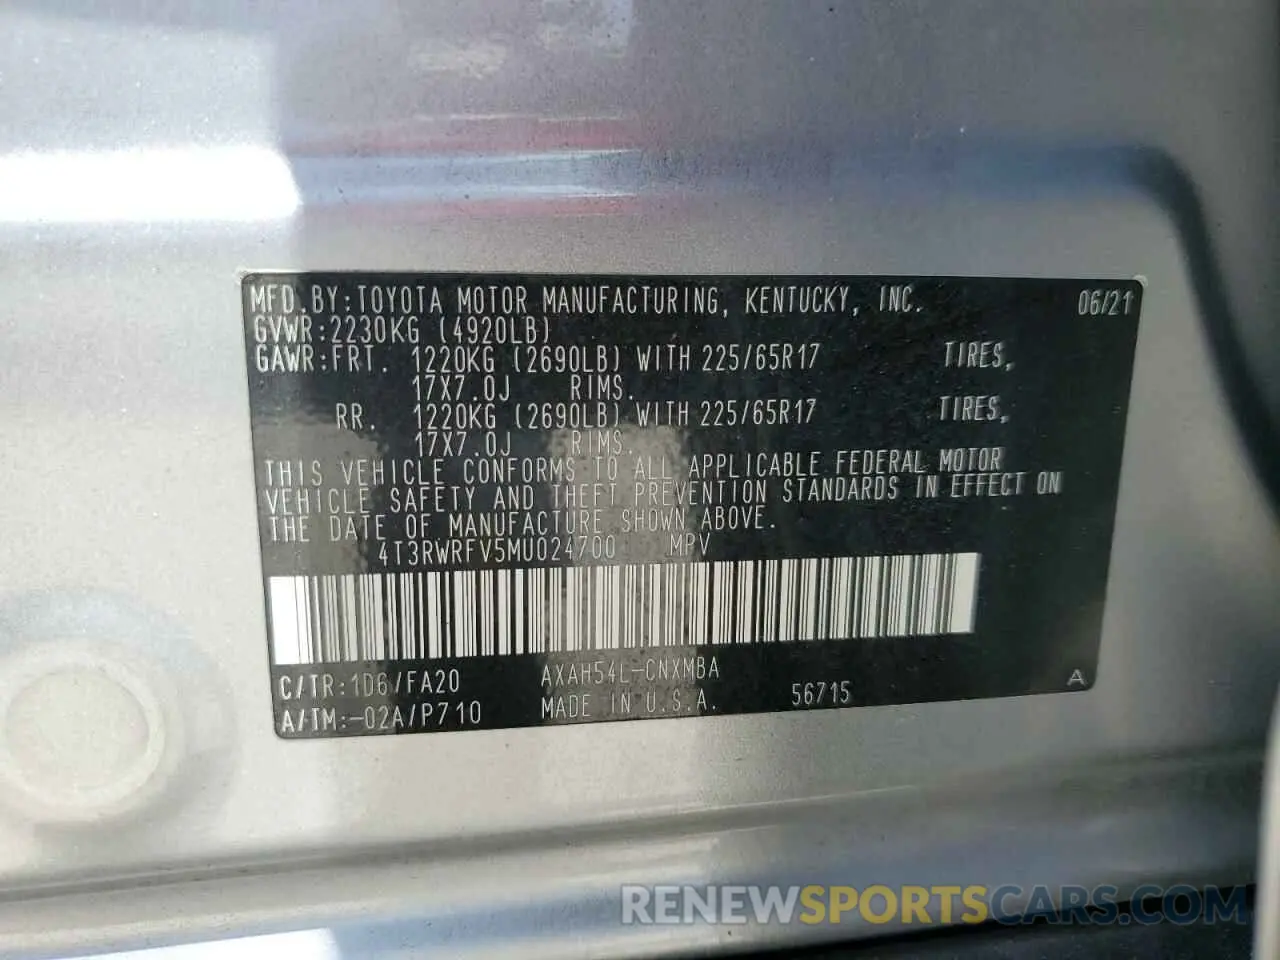 MFD.BY:TOYOTA MOTOR MANUFACTURING, KENTUCKY, INC. 06/21
GVWR:2230KG (4920LB)
GAWR:FRT. 1220KG (2690LB) WITH 225/65R17 TIRES,
17X7.0J RIMS.
RR. 1220KG (2690LB) WITH 225/65R17 TIRES,
17X7.0J RIMS.
THIS VEHICLE CONFORMS TO ALL APPLICABLE FEDERAL MOTOR
VEHICLE SAFETY AND THEFT PREVENTION STANDARDS IN EFFECT ON
THE DATE OF MANUFACTURE SHOWN ABOVE.
4T3RWRFV5MU024700 MPV
C/TR:1D6/FA20 AXAH54L-CNXMBA A
A/TM:-02A/P710 MADE IN U.S.A. 56715
RENEWSPORTSCARS.COM